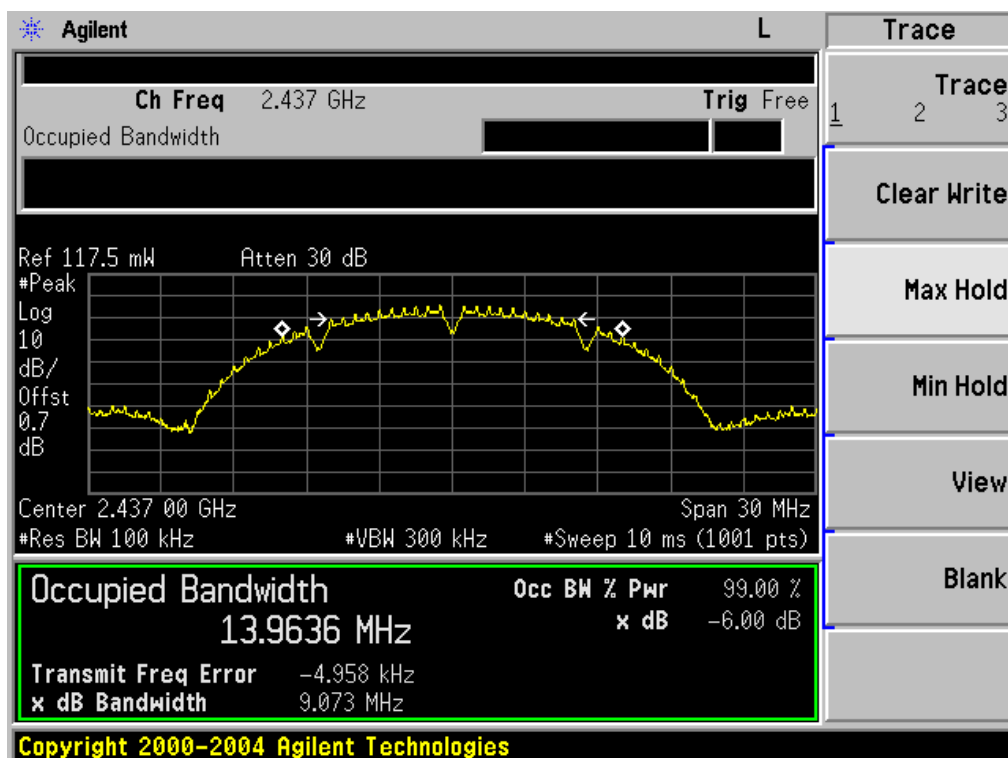 Agilent
L
Trace
Ch Freq 2.437 GHz
Trig Free
Occupied Bandwidth
Trace
1 2 3
Clear Write
Max Hold
Min Hold
View
Blank
Ref 117.5 mW Atten 30 dB
#Peak
Log
10
dB/
Offst
0.7
dB
Center 2.437 00 GHz Span 30 MHz
#Res BW 100 kHz #VBW 300 kHz #Sweep 10 ms (1001 pts)
Occupied Bandwidth
13.9636 MHz
Occ BW % Pwr 99.00 %
x dB -6.00 dB
Transmit Freq Error -4.958 kHz
x dB Bandwidth 9.073 MHz
Copyright 2000-2004 Agilent Technologies